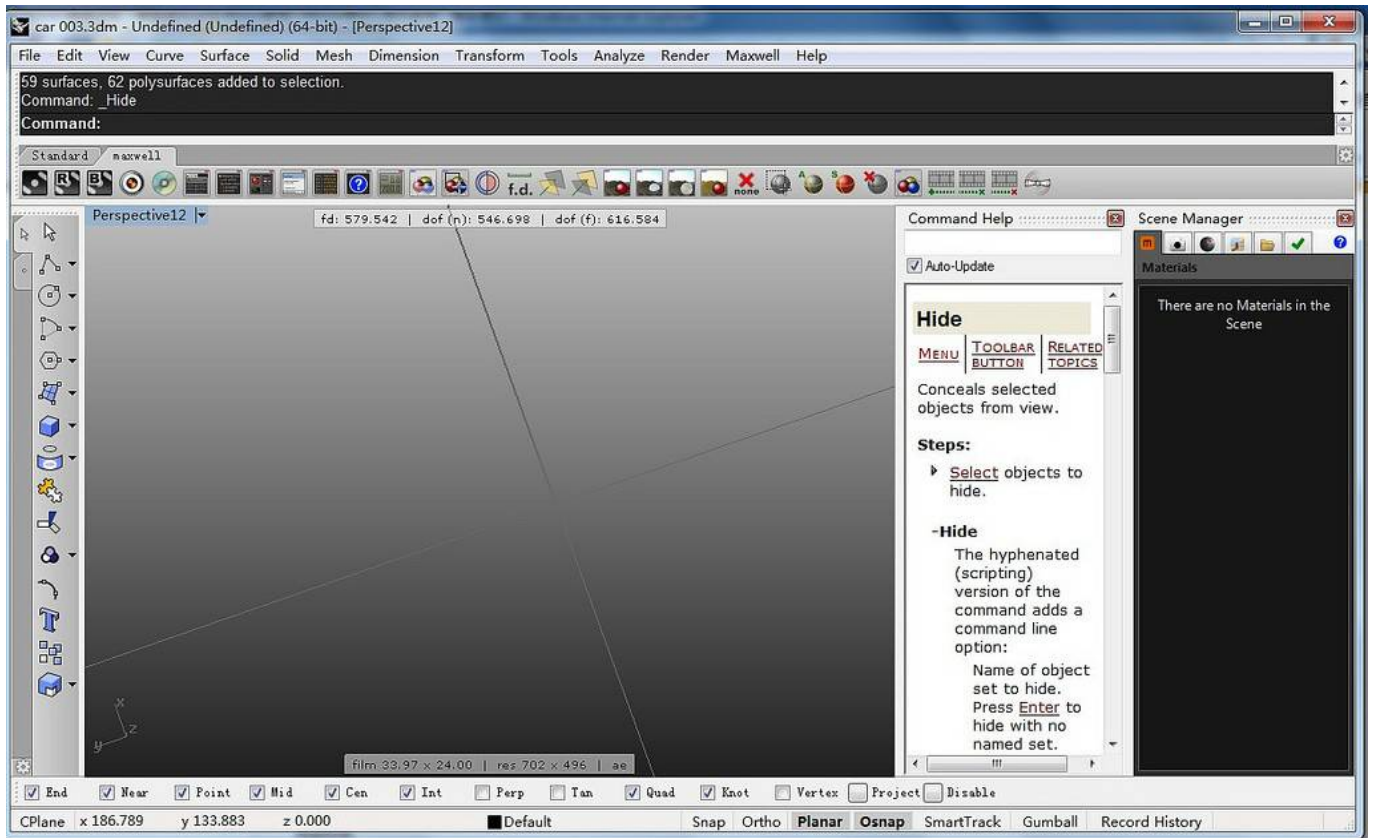 car 003.3dm - Undefined (Undefined) (64-bit) - [Perspective12]
File Edit View Curve Surface Solid Mesh Dimension Transform Tools Analyze Render Maxwell Help
59 surfaces, 62 polysurfaces added to selection.
Command: _Hide
Command:
Standard maxwell
f.d. none
Perspective12
fd: 579.542 | dof (n): 546.698 | dof (f): 616.584
x
z
y
film 33.97 x 24.00 | res 702 x 496 | ae
Command Help
Auto-Update
Hide
MENU TOOLBAR BUTTON RELATED TOPICS
Conceals selected
objects from view.
Steps:
Select objects to
hide.
-Hide
The hyphenated
(scripting)
version of the
command adds a
command line
option:
Name of object
set to hide.
Press Enter to
hide with no
named set.
Scene Manager
Materials
There are no Materials in the
Scene
End Near Point Mid Cen Int Perp Tan Quad Knot Vertex Project Disable
CPlane x 186.789 y 133.883 z 0.000 Default Snap Ortho Planar Osnap SmartTrack Gumball Record History